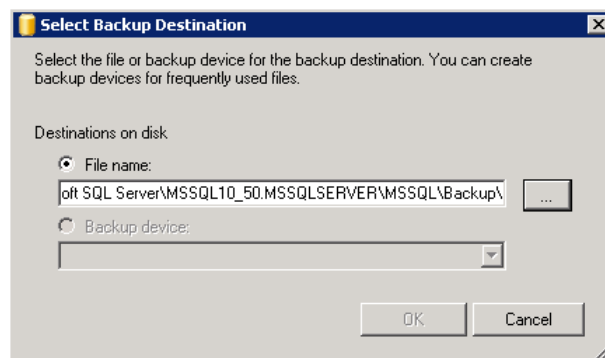 Select Backup Destination
Select the file or backup device for the backup destination. You can create
backup devices for frequently used files.
Destinations on disk
File name:
oft SQL Server\MSSQL10_50.MSSQLSERVER\MSSQL\Backup\
...
Backup device:
OK
Cancel